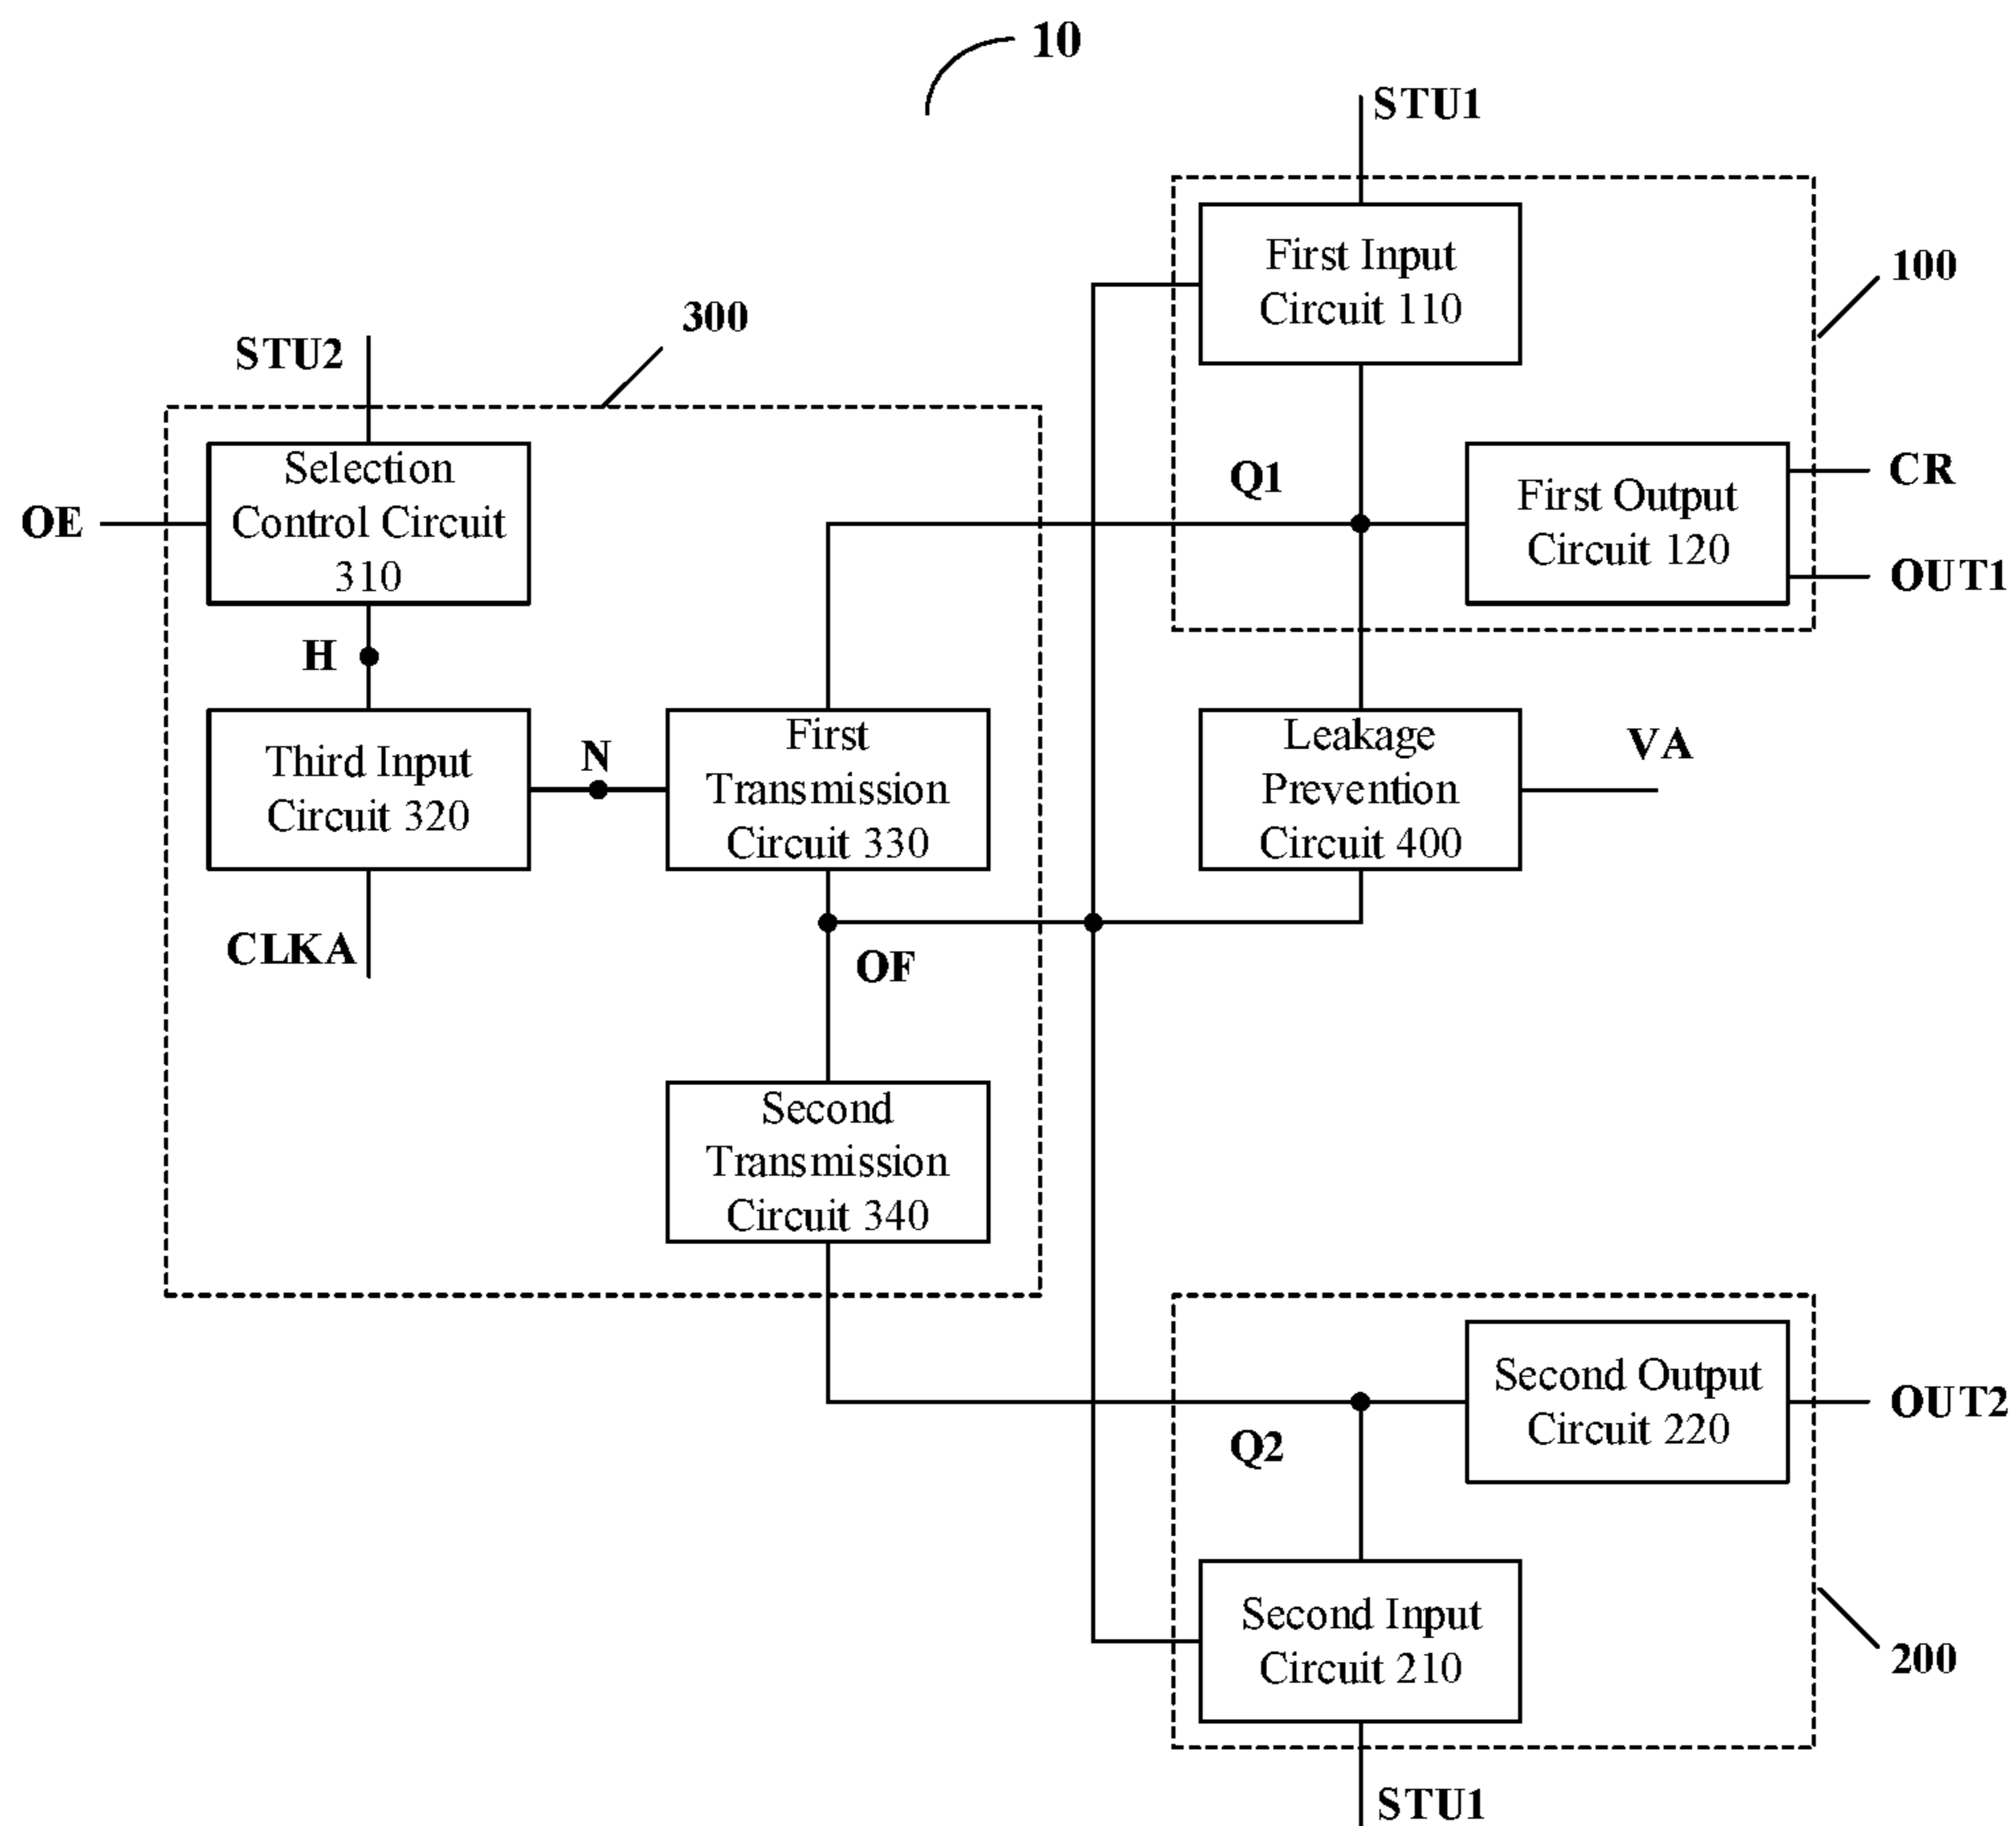 10
STU1
First Input
Circuit 110
100
300
STU2
Selection
Control Circuit
310
OE
Q1
First Output
Circuit 120
CR
OUT1
H
Third Input
Circuit 320
N
First
Transmission
Circuit 330
Leakage
Prevention
Circuit 400
VA
CLKA
OF
Second
Transmission
Circuit 340
Second Output
Circuit 220
OUT2
Q2
Second Input
Circuit 210
200
STU1